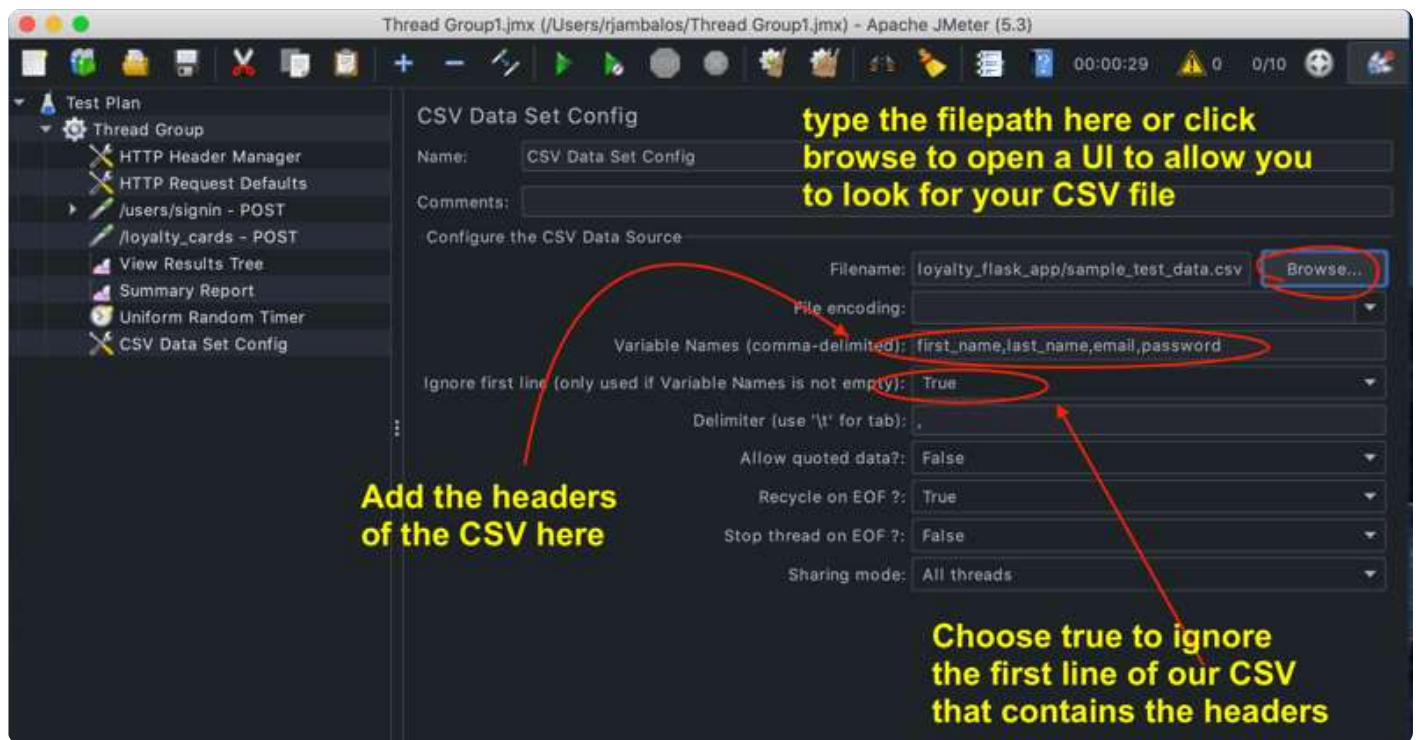 Thread Group1.jmx (/Users/rjambalos/Thread Group1.jmx) - Apache JMeter (5.3)
00:00:29 0 0/10
Test Plan
Thread Group
HTTP Header Manager
HTTP Request Defaults
/users/signin - POST
/loyalty_cards - POST
View Results Tree
Summary Report
Uniform Random Timer
CSV Data Set Config
CSV Data Set Config
type the filepath here or click
browse to open a UI to allow you
to look for your CSV file
Name: CSV Data Set Config
Comments:
Configure the CSV Data Source
Filename: loyalty_flask_app/sample_test_data.csv Browse...
File encoding:
Variable Names (comma-delimited): first_name,last_name,email,password
Ignore first line (only used if Variable Names is not empty): True
Delimiter (use '\t' for tab): ,
Allow quoted data?: False
Recycle on EOF ?: True
Stop thread on EOF ?: False
Sharing mode: All threads
Add the headers
of the CSV here
Choose true to ignore
the first line of our CSV
that contains the headers